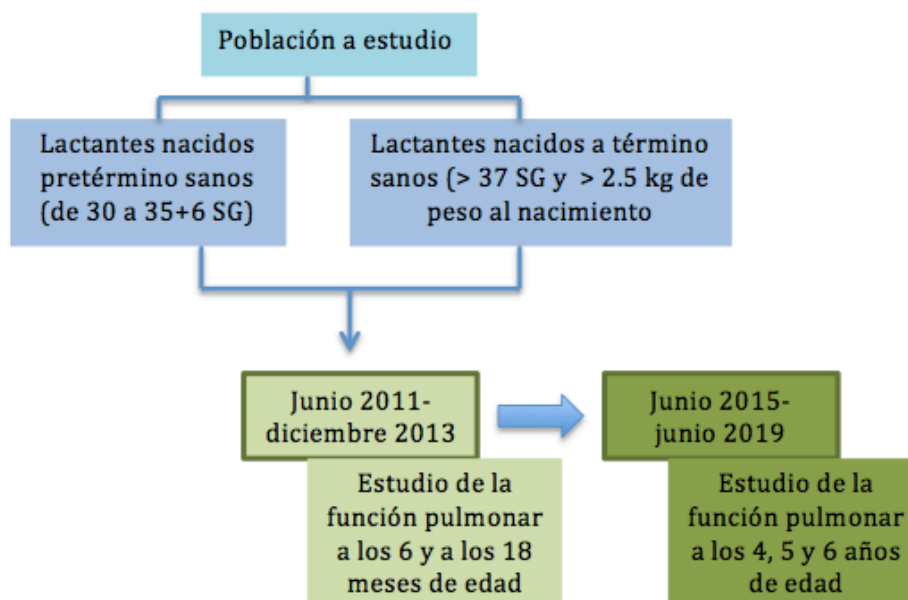 Población a estudio
Lactantes nacidos
pretérmino sanos
(de 30 a 35+6 SG)
Lactantes nacidos a término
sanos (> 37 SG y > 2.5 kg de
peso al nacimiento
Junio 2011-
diciembre 2013
Estudio de la
función pulmonar
a los 6 y a los 18
meses de edad
Junio 2015-
junio 2019
Estudio de la
función pulmonar
a los 4, 5 y 6 años
de edad